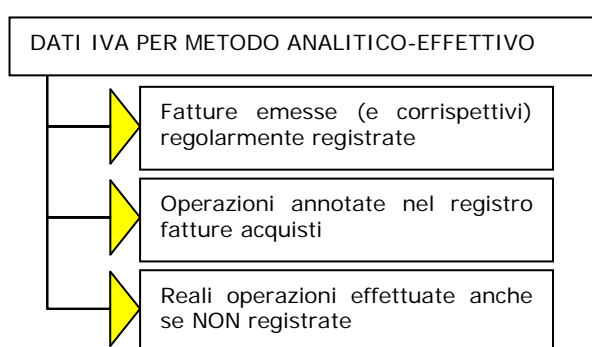 DATI IVA PER METODO ANALITICO-EFFETTIVO
Fatture emesse (e corrispettivi)
regolarmente registrate
Operazioni annotate nel registro
fatture acquisti
Reali operazioni effettuate anche
se NON registrate